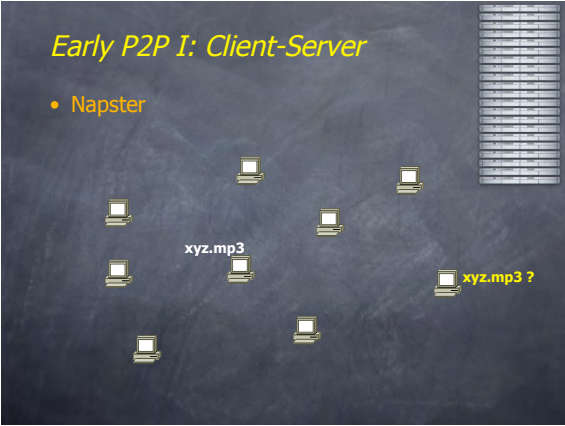 Early P2P I: Client-Server
• Napster
xyz.mp3
xyz.mp3 ?